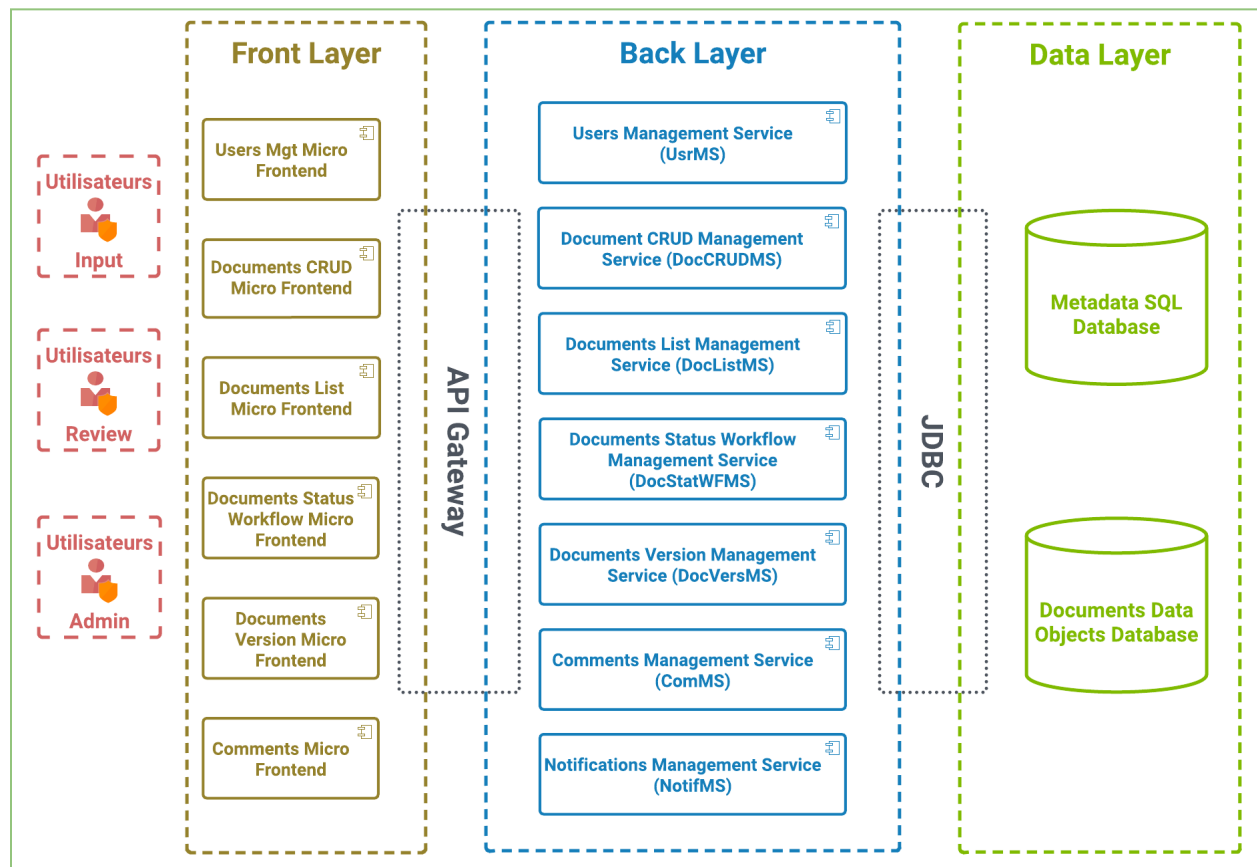 Utilisateurs
Input
Utilisateurs
Review
Utilisateurs
Admin
Front Layer
Users Mgt Micro
Frontend
Documents CRUD
Micro Frontend
Documents List
Micro Frontend
Documents Status
Workflow Micro
Frontend
Documents
Version Micro
Frontend
Comments Micro
Frontend
API Gateway
Back Layer
Users Management Service
(UsrMS)
Document CRUD Management
Service (DocCRUDMS)
Documents List Management
Service (DocListMS)
Documents Status Workflow
Management Service
(DocStatWFMS)
Documents Version Management
Service (DocVersMS)
Comments Management Service
(ComMS)
Notifications Management Service
(NotifMS)
JDBC
Data Layer
Metadata SQL
Database
Documents Data
Objects Database